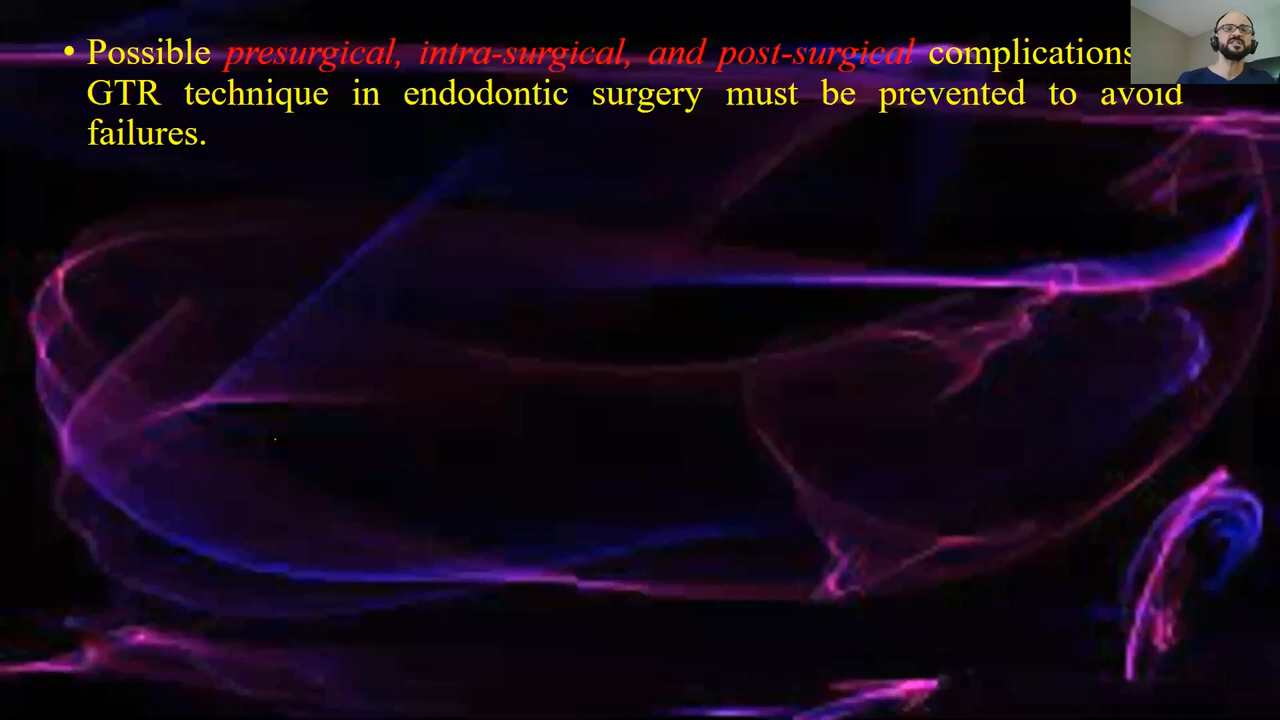 • Possible presurgical, intra-surgical, and post-surgical complications
GTR technique in endodontic surgery must be prevented to avoid
failures.